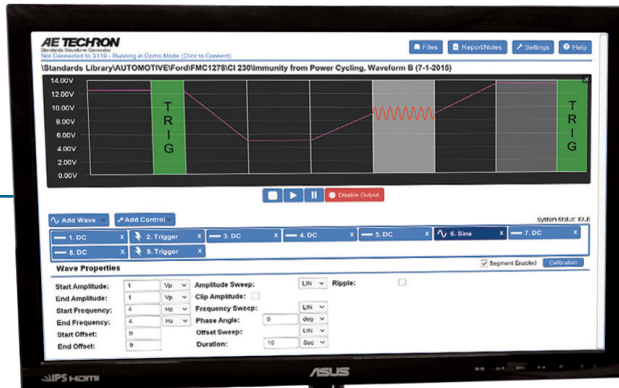 AE TECHRON
Standards Waveform Generator
Not Connected to 3110 - Running in Demo Mode (Click to Connect)
Files
Report/Notes
Settings
Help
\Standards Library\AUTOMOTIVE\Ford\FMC1278\CI 230\Immunity from Power Cycling, Waveform B (7-1-2015)
14.00V
12.00V
10.00V
8.00V
6.00V
4.00V
2.00V
0.00V
TRIG
TRIG
Disable Output
Add Wave
Add Control
System Status: IDLE
1. DC X
2. Trigger X
3. DC X
4. DC X
5. DC X
6. Sine X
7. DC X
8. DC X
9. Trigger X
Wave Properties
Segment Enabled
Calibration
Start Amplitude: 1 Vp Amplitude Sweep: LIN Ripple:
End Amplitude: 1 Vp Clip Amplitude:
Start Frequency: 4 Hz Frequency Sweep: LIN
End Frequency: 4 Hz Phase Angle: 0 deg
Start Offset: 9 Offset Sweep: LIN
End Offset: 9 Duration: 10 Sec
IPS HDMI
ASUS